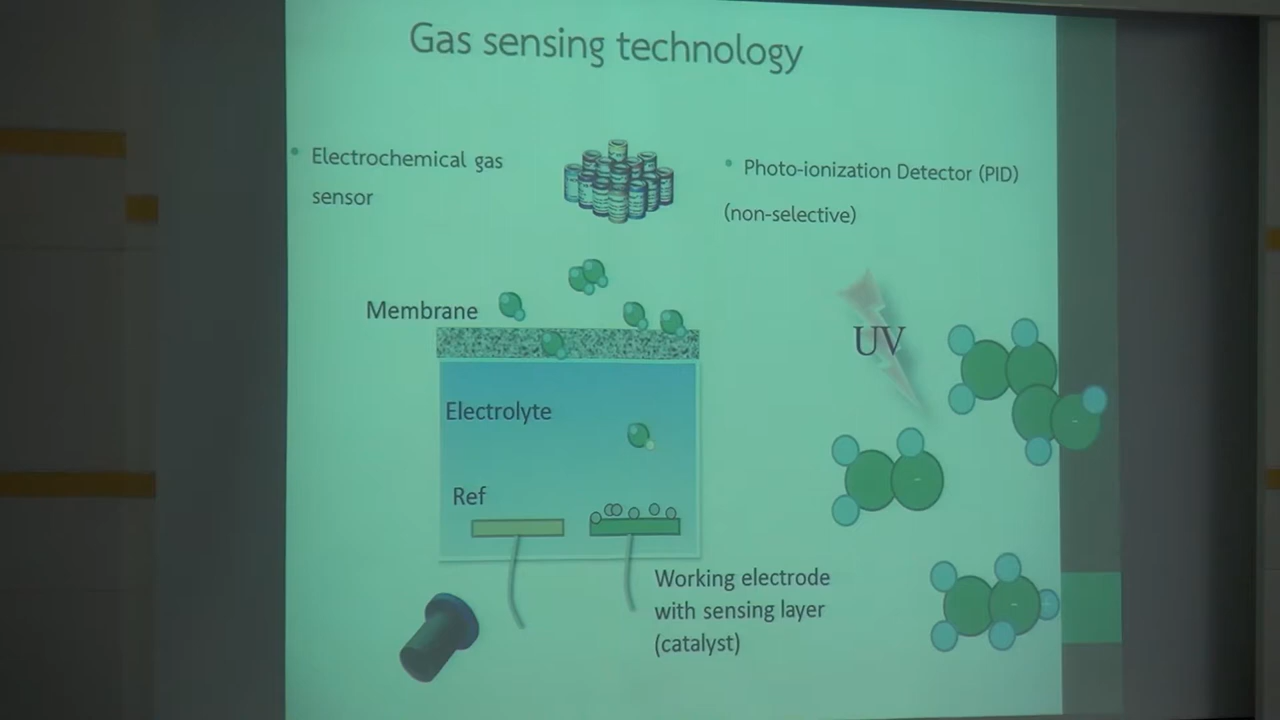 Gas sensing technology
Electrochemical gas
sensor
Photo-ionization Detector (PID)
(non-selective)
Membrane
UV
Electrolyte
Ref
Working electrode
with sensing layer
(catalyst)